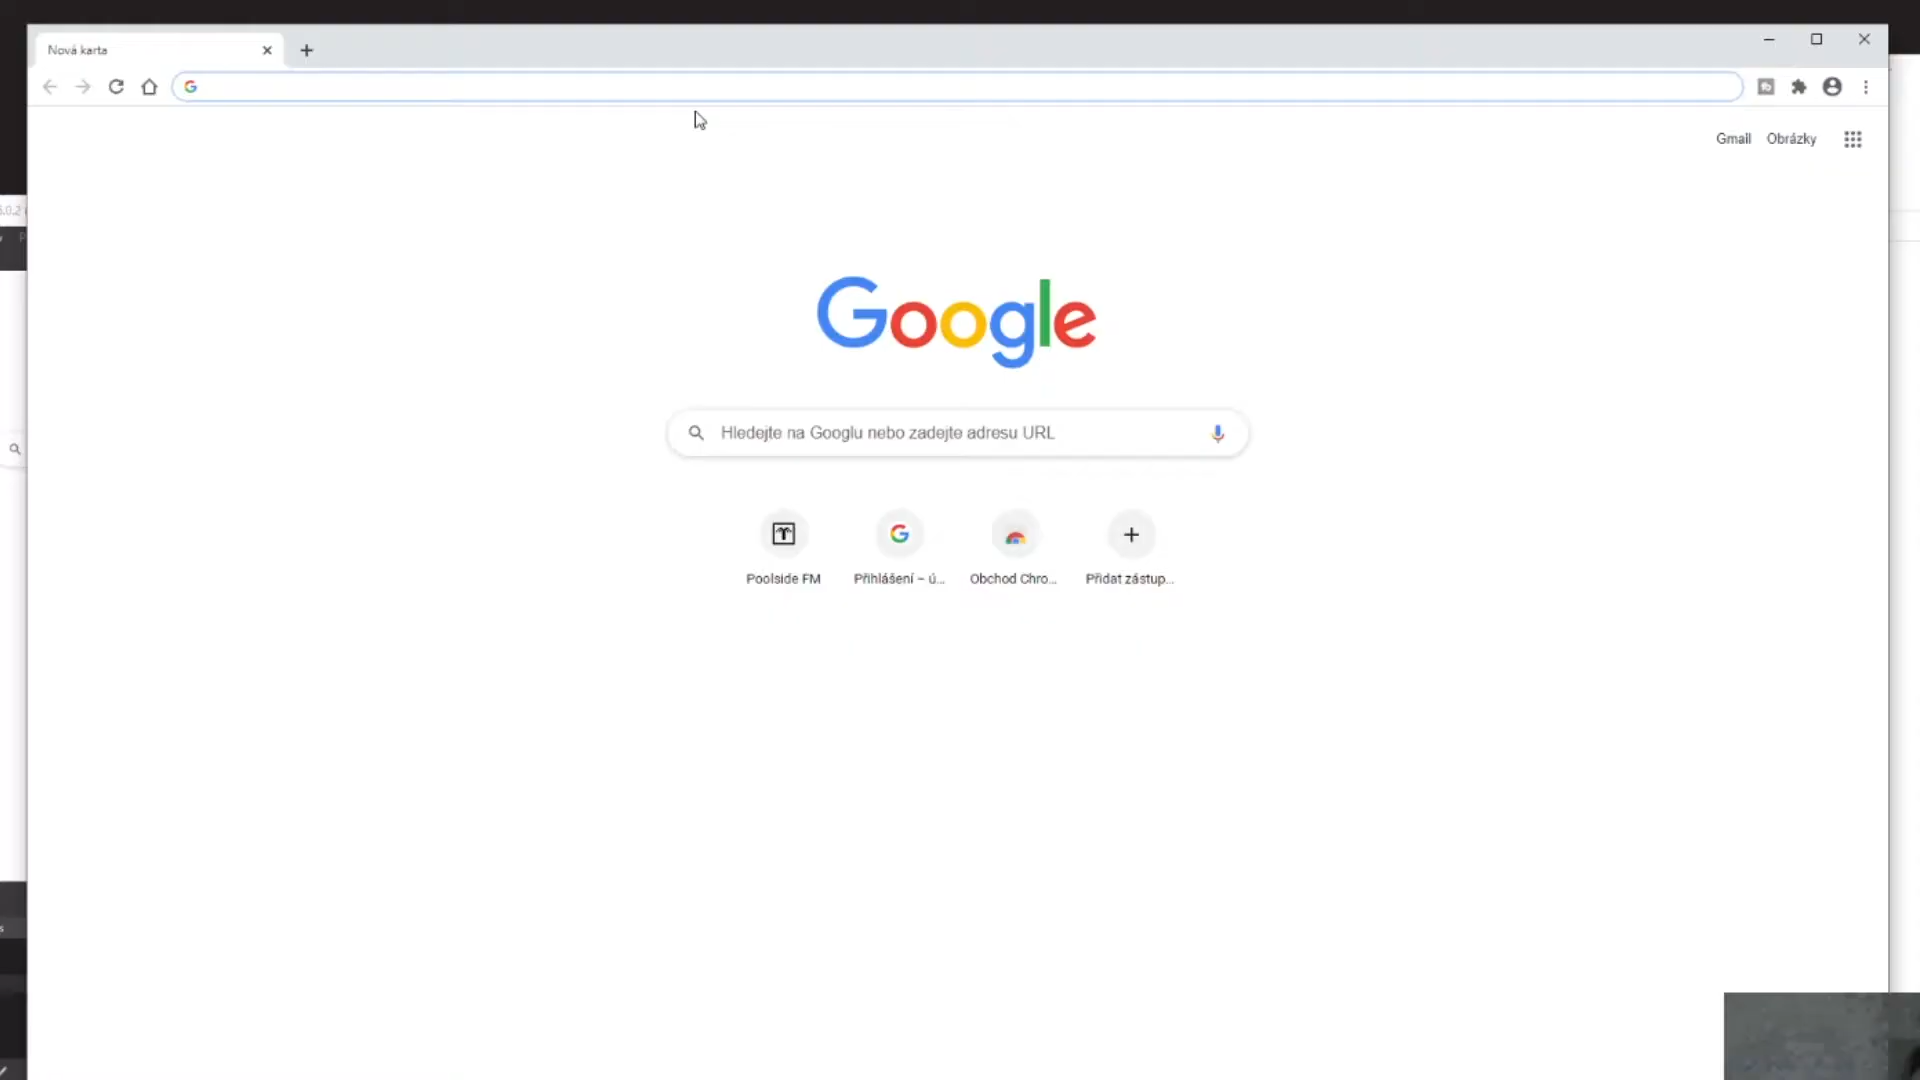 Nová karta
Gmail Obrázky
Google
Hledejte na Googlu nebo zadejte adresu URL
Poolside FM Přihlášení – ú... Obchod Chro... Přidat zástup...